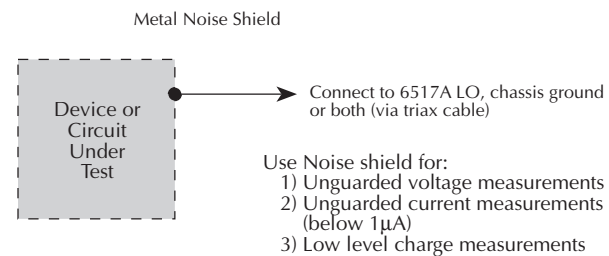 Metal Noise Shield
Device or
Circuit
Under
Test
Connect to 6517A LO, chassis ground
or both (via triax cable)
Use Noise shield for:
1) Unguarded voltage measurements
2) Unguarded current measurements
(below 1µA)
3) Low level charge measurements